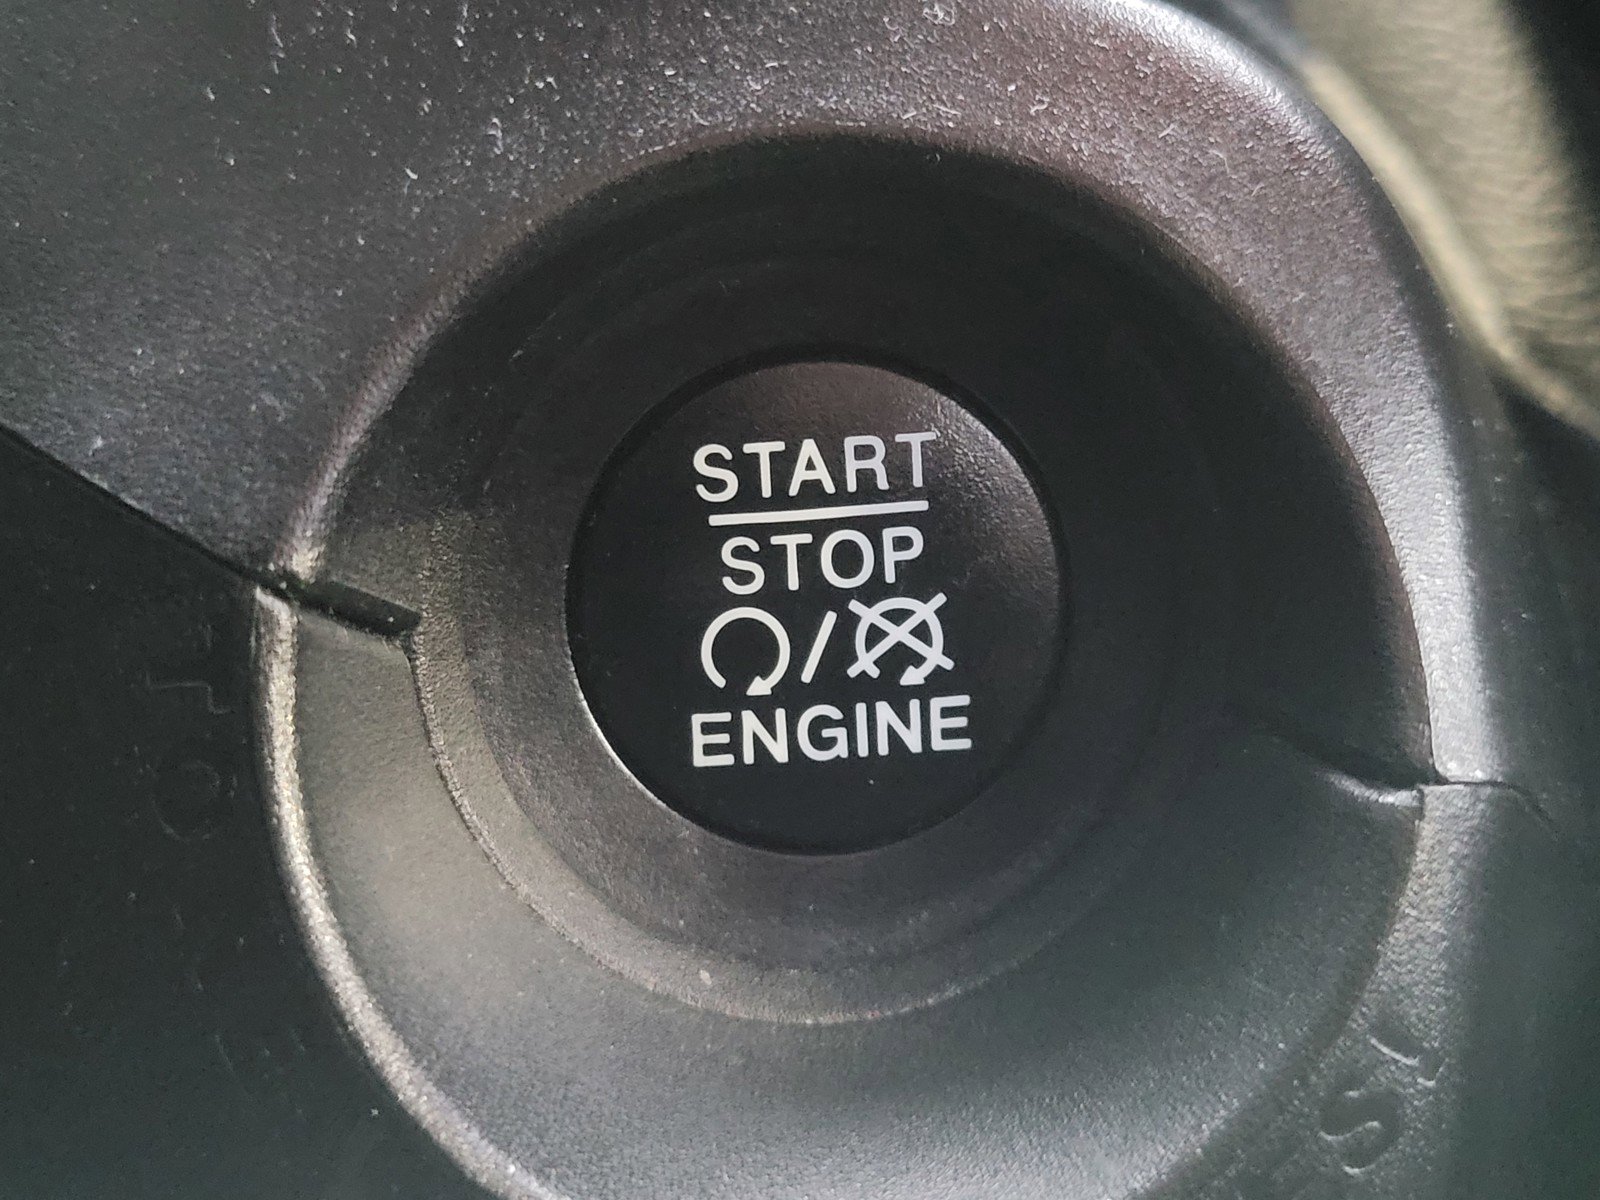 START
STOP
/
ENGINE